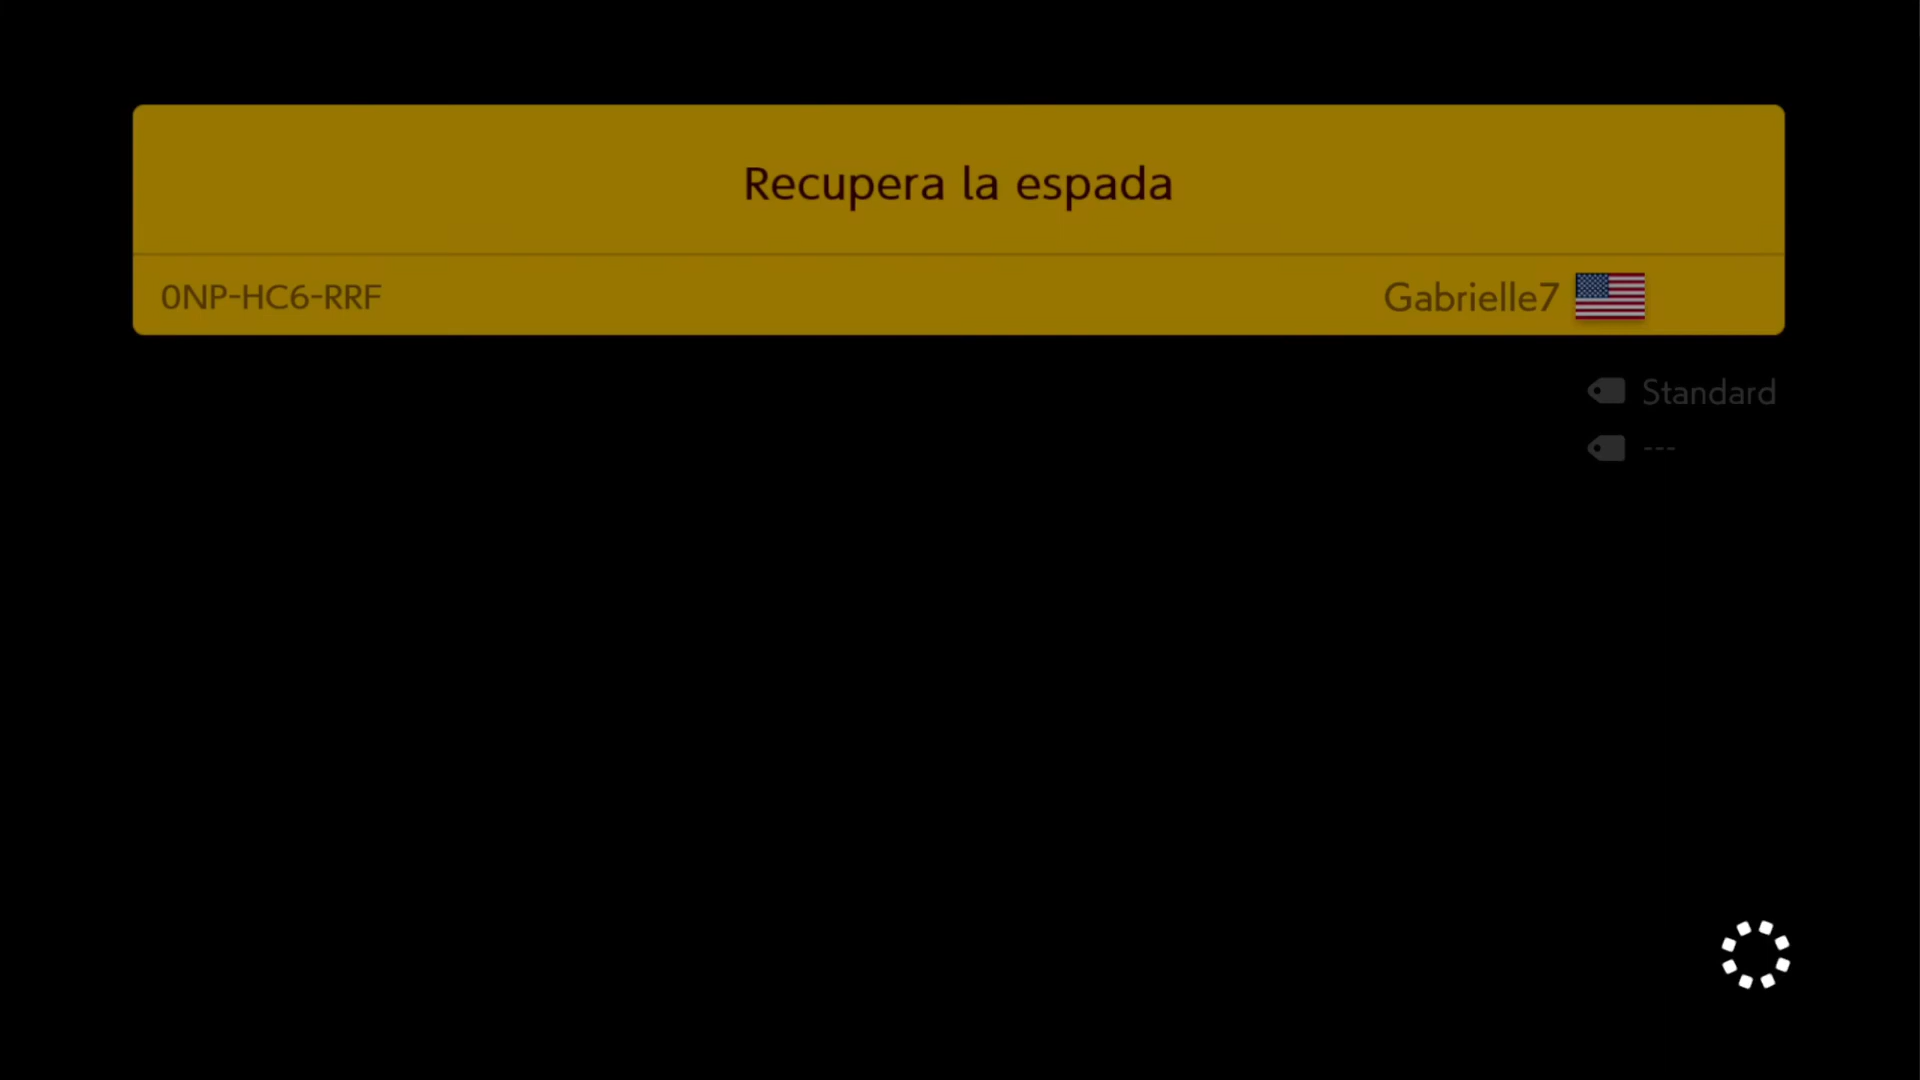 Recupera la espada
0NP-HC6-RRF
Gabrielle7
Standard
---